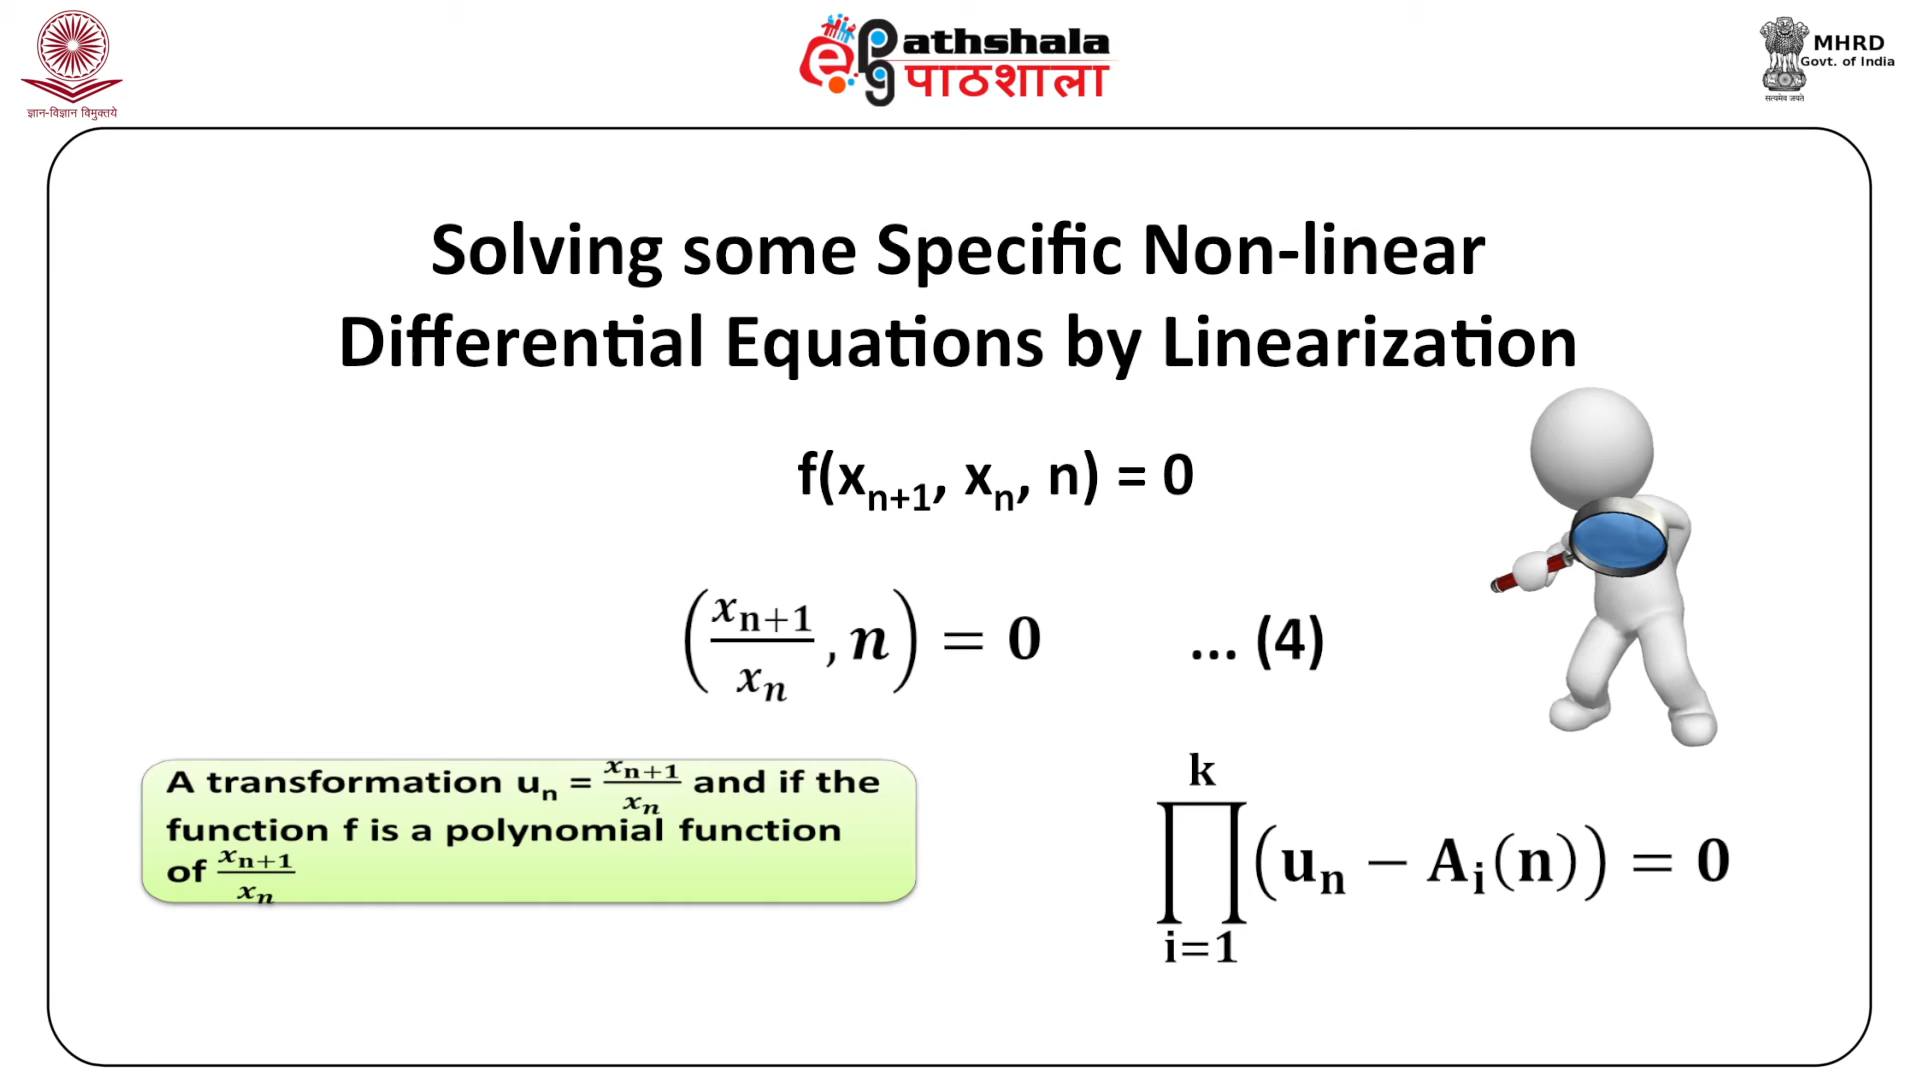 ज्ञान-विज्ञान विमुक्तये
e PG athshala
पाठशाला
MHRD
Govt. of India
सत्यमेव जयते
Solving some Specific Non-linear
Differential Equations by Linearization
f(xₙ₊₁, xₙ, n) = 0
(xₙ₊₁/xₙ, n) = 0 ... (4)
A transformation uₙ = xₙ₊₁/xₙ and if the
function f is a polynomial function
of xₙ₊₁/xₙ
k
∏(uₙ − Aᵢ(n)) = 0
i=1